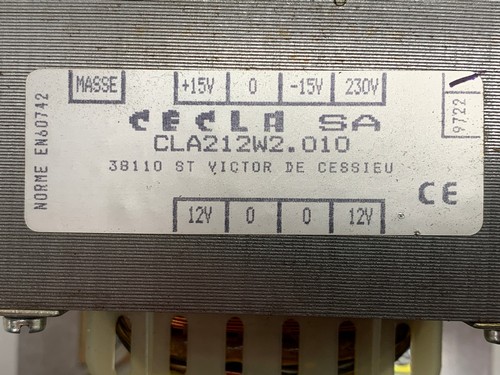 MASSE +15V 0 -15V 230V
CECLA SA
CLA212W2.010
38110 ST VICTOR DE CESSIEU
CE
12V 0 0 12V
NORME EN60742
9722